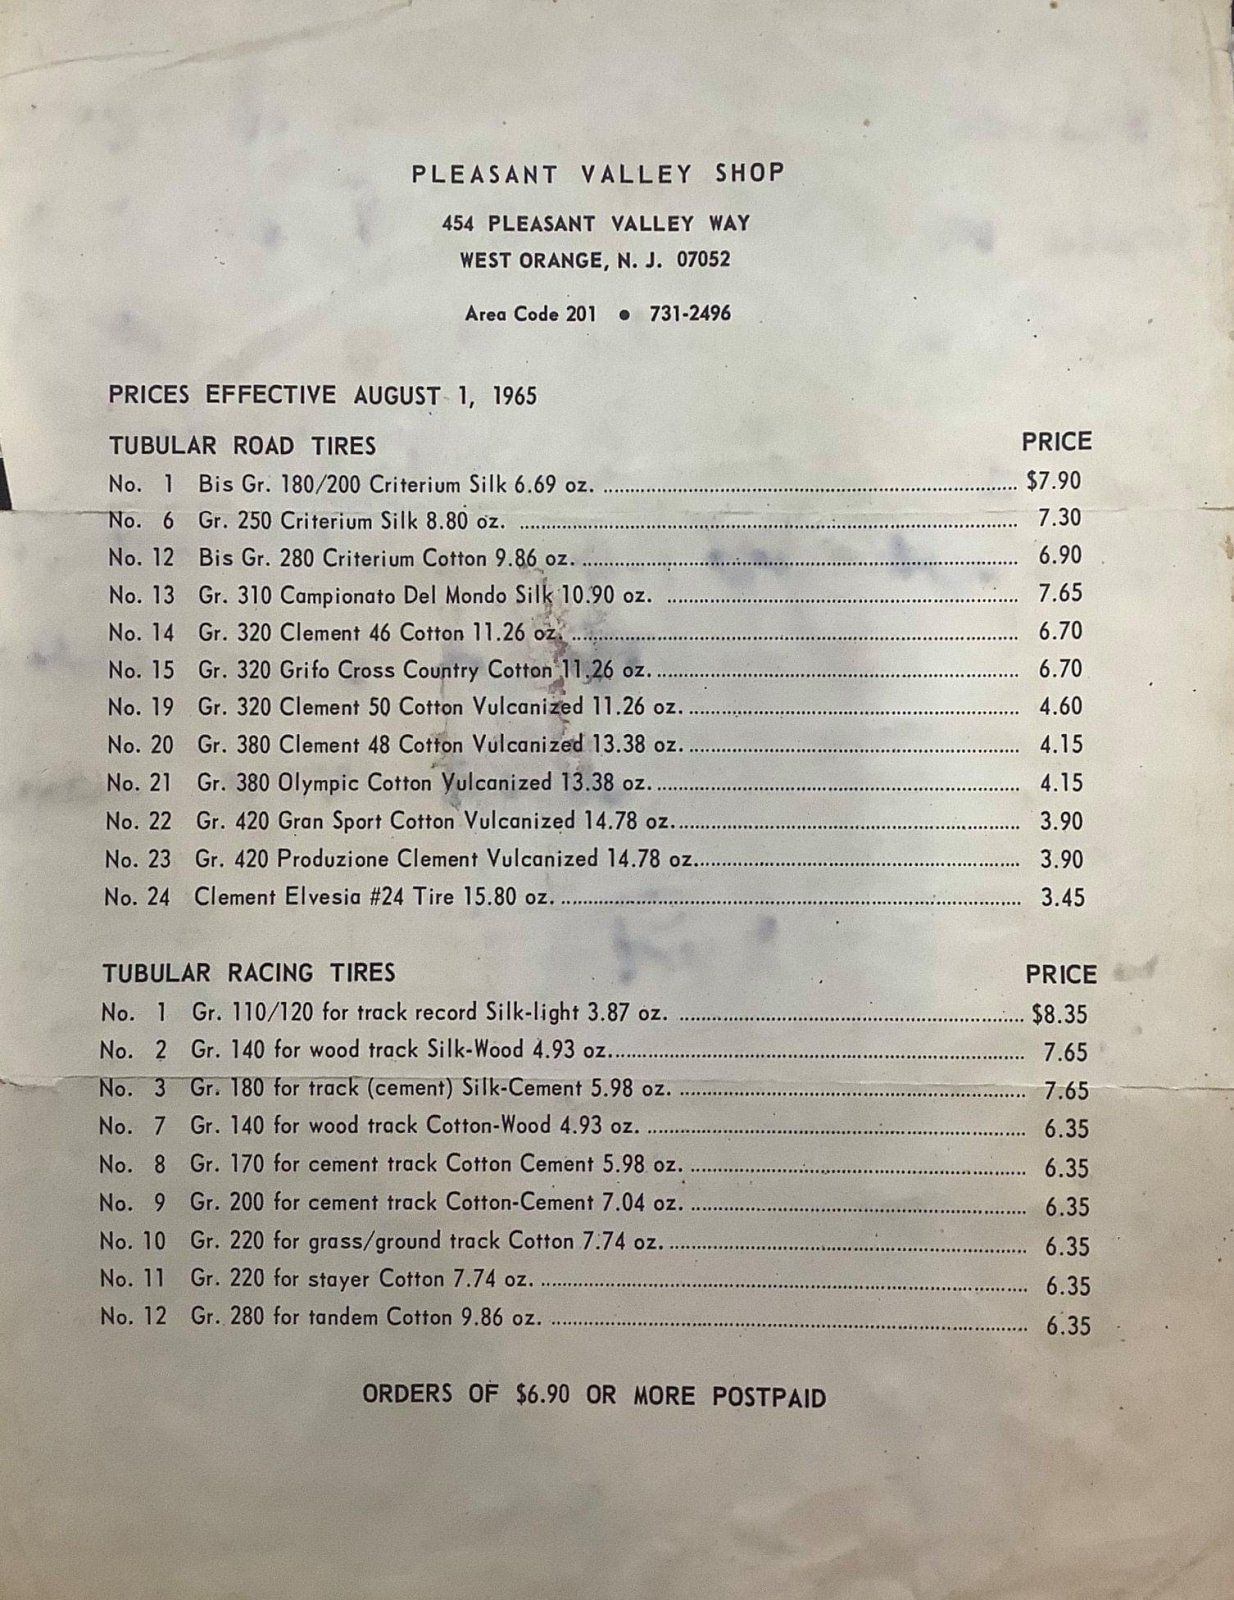 PLEASANT VALLEY SHOP
454 PLEASANT VALLEY WAY
WEST ORANGE, N. J. 07052
Area Code 201 • 731-2496
PRICES EFFECTIVE AUGUST 1, 1965
TUBULAR ROAD TIRES PRICE
No. 1 Bis Gr. 180/200 Criterium Silk 6.69 oz. $7.90
No. 6 Gr. 250 Criterium Silk 8.80 oz. 7.30
No. 12 Bis Gr. 280 Criterium Cotton 9.86 oz. 6.90
No. 13 Gr. 310 Campionato Del Mondo Silk 10.90 oz. 7.65
No. 14 Gr. 320 Clement 46 Cotton 11.26 oz. 6.70
No. 15 Gr. 320 Grifo Cross Country Cotton 11.26 oz. 6.70
No. 19 Gr. 320 Clement 50 Cotton Vulcanized 11.26 oz. 4.60
No. 20 Gr. 380 Clement 48 Cotton Vulcanized 13.38 oz. 4.15
No. 21 Gr. 380 Olympic Cotton Vulcanized 13.38 oz. 4.15
No. 22 Gr. 420 Gran Sport Cotton Vulcanized 14.78 oz. 3.90
No. 23 Gr. 420 Produzione Clement Vulcanized 14.78 oz. 3.90
No. 24 Clement Elvesia #24 Tire 15.80 oz. 3.45
TUBULAR RACING TIRES PRICE
No. 1 Gr. 110/120 for track record Silk-light 3.87 oz. $8.35
No. 2 Gr. 140 for wood track Silk-Wood 4.93 oz. 7.65
No. 3 Gr. 180 for track (cement) Silk-Cement 5.98 oz. 7.65
No. 7 Gr. 140 for wood track Cotton-Wood 4.93 oz. 6.35
No. 8 Gr. 170 for cement track Cotton Cement 5.98 oz. 6.35
No. 9 Gr. 200 for cement track Cotton-Cement 7.04 oz. 6.35
No. 10 Gr. 220 for grass/ground track Cotton 7.74 oz. 6.35
No. 11 Gr. 220 for stayer Cotton 7.74 oz. 6.35
No. 12 Gr. 280 for tandem Cotton 9.86 oz. 6.35
ORDERS OF $6.90 OR MORE POSTPAID